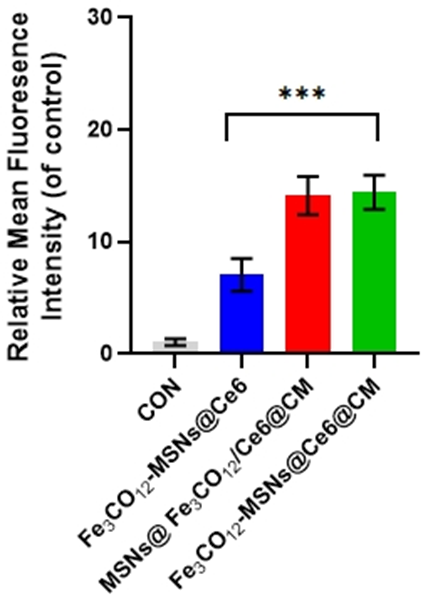 Relative Mean Fluoresence
Intensity (of control)
30
20
10
0
***
CON
Fe₃CO₁₂-MSNs@Ce6
MSNs@ Fe₃CO₁₂/Ce6@CM
Fe₃CO₁₂-MSNs@Ce6@CM